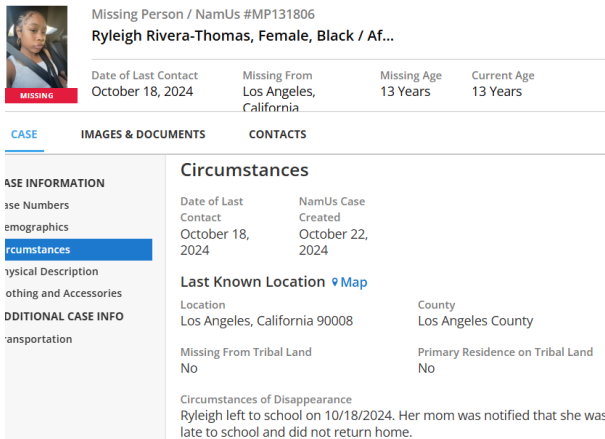 Missing Person / NamUs #MP131806
Ryleigh Rivera-Thomas, Female, Black / Af...
MISSING
Date of Last Contact
October 18, 2024
Missing From
Los Angeles,
California
Missing Age
13 Years
Current Age
13 Years
CASE
IMAGES & DOCUMENTS
CONTACTS
ASE INFORMATION
ase Numbers
emographics
rcumstances
hysical Description
othing and Accessories
DDITIONAL CASE INFO
ransportation
Circumstances
Date of Last
Contact
October 18,
2024
NamUs Case
Created
October 22,
2024
Last Known Location Map
Location
Los Angeles, California 90008
County
Los Angeles County
Missing From Tribal Land
No
Primary Residence on Tribal Land
No
Circumstances of Disappearance
Ryleigh left to school on 10/18/2024. Her mom was notified that she was
late to school and did not return home.